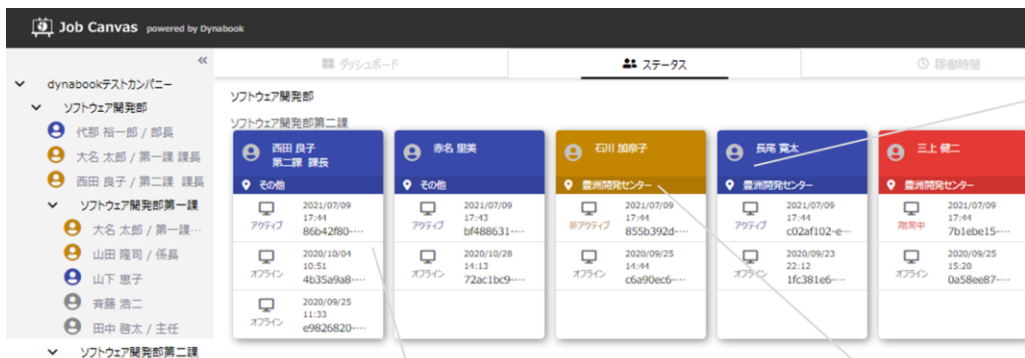 Job Canvas powered by Dynabook
«
ダッシュボード
ステータス
稼働時間
dynabookテストカンパニー
ソフトウェア開発部
代那 裕一郎 / 部長
大名 太郎 / 第一課 課長
西田 良子 / 第二課 課長
ソフトウェア開発部第一課
大名 太郎 / 第一課…
山田 隆司 / 係長
山下 恵子
斉藤 浩二
田中 啓太 / 主任
ソフトウェア開発部第二課
ソフトウェア開発部
ソフトウェア開発部第二課
西田 良子
第二課 課長
その他
アクティブ
2021/07/09
17:44
86b42f80-…
オフライン
2020/10/04
10:51
4b35a9a8-…
オフライン
2020/09/25
11:33
e9826820-…
赤名 里美
その他
アクティブ
2021/07/09
17:43
bf488631-…
オフライン
2020/10/28
14:13
72ac1bc9-…
石川 加奈子
豊洲開発センター
非アクティブ
2021/07/09
17:44
855b392d-…
オフライン
2020/09/25
14:44
c6a90ec6-…
長尾 寛太
豊洲開発センター
アクティブ
2021/07/09
17:44
c02af102-e…
オフライン
2020/09/23
22:12
1fc381e6-…
三上 健二
豊洲開発センター
離席中
2021/07/09
17:44
7b1ebe15-…
オフライン
2020/09/25
15:20
0a58ee87-…